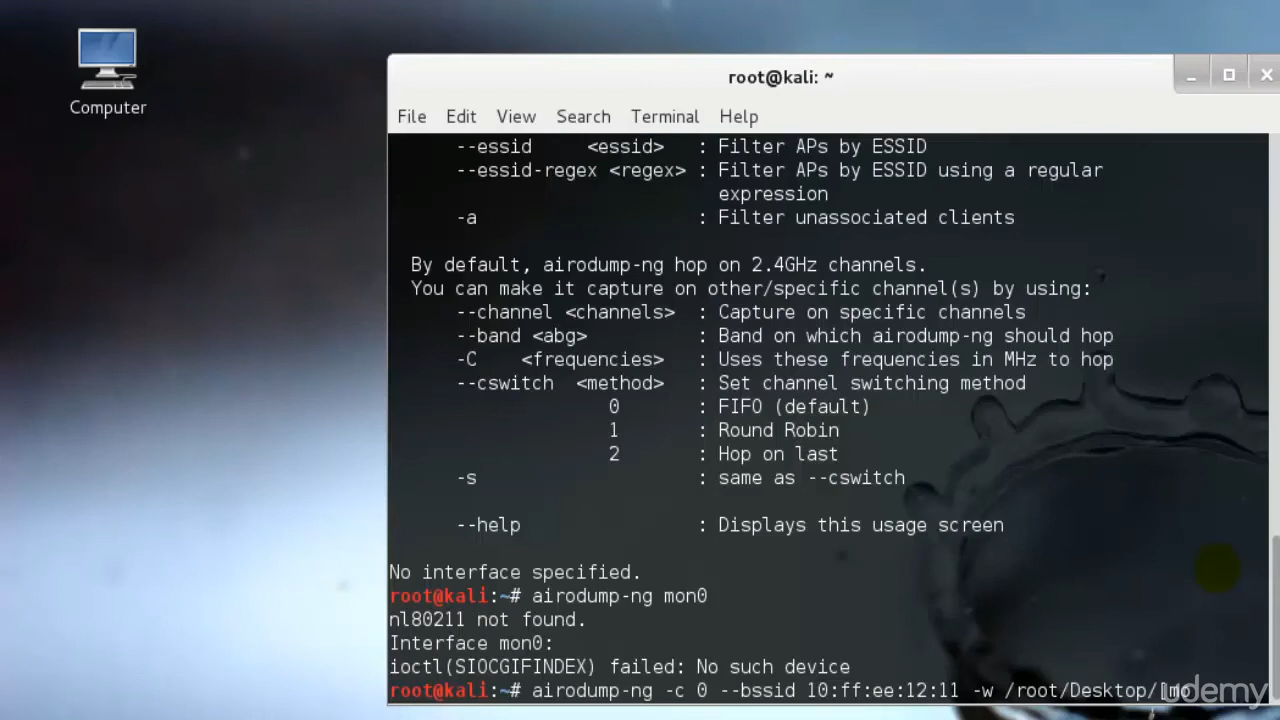 Computer
root@kali: ~
File Edit View Search Terminal Help
--essid <essid> : Filter APs by ESSID
--essid-regex <regex> : Filter APs by ESSID using a regular
expression
-a : Filter unassociated clients
By default, airodump-ng hop on 2.4GHz channels.
You can make it capture on other/specific channel(s) by using:
--channel <channels> : Capture on specific channels
--band <abg> : Band on which airodump-ng should hop
-C <frequencies> : Uses these frequencies in MHz to hop
--cswitch <method> : Set channel switching method
0 : FIFO (default)
1 : Round Robin
2 : Hop on last
-s : same as --cswitch
--help : Displays this usage screen
No interface specified.
root@kali:~# airodump-ng mon0
nl80211 not found.
Interface mon0:
ioctl(SIOCGIFINDEX) failed: No such device
root@kali:~# airodump-ng -c 0 --bssid 10:ff:ee:12:11 -w /root/Desktop/
udemy